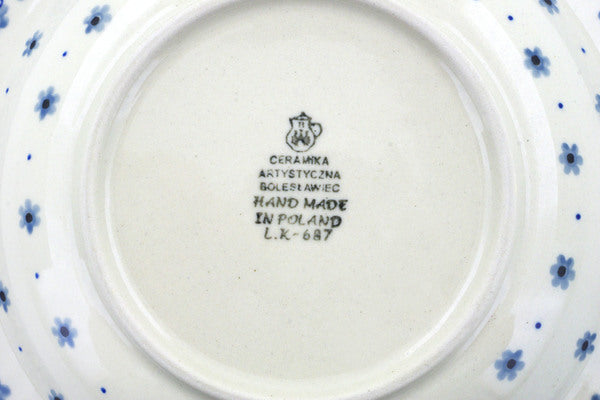 CERAMIKA
ARTYSTYCZNA
BOLESŁAWIEC
HAND MADE
IN POLAND
L.K-687